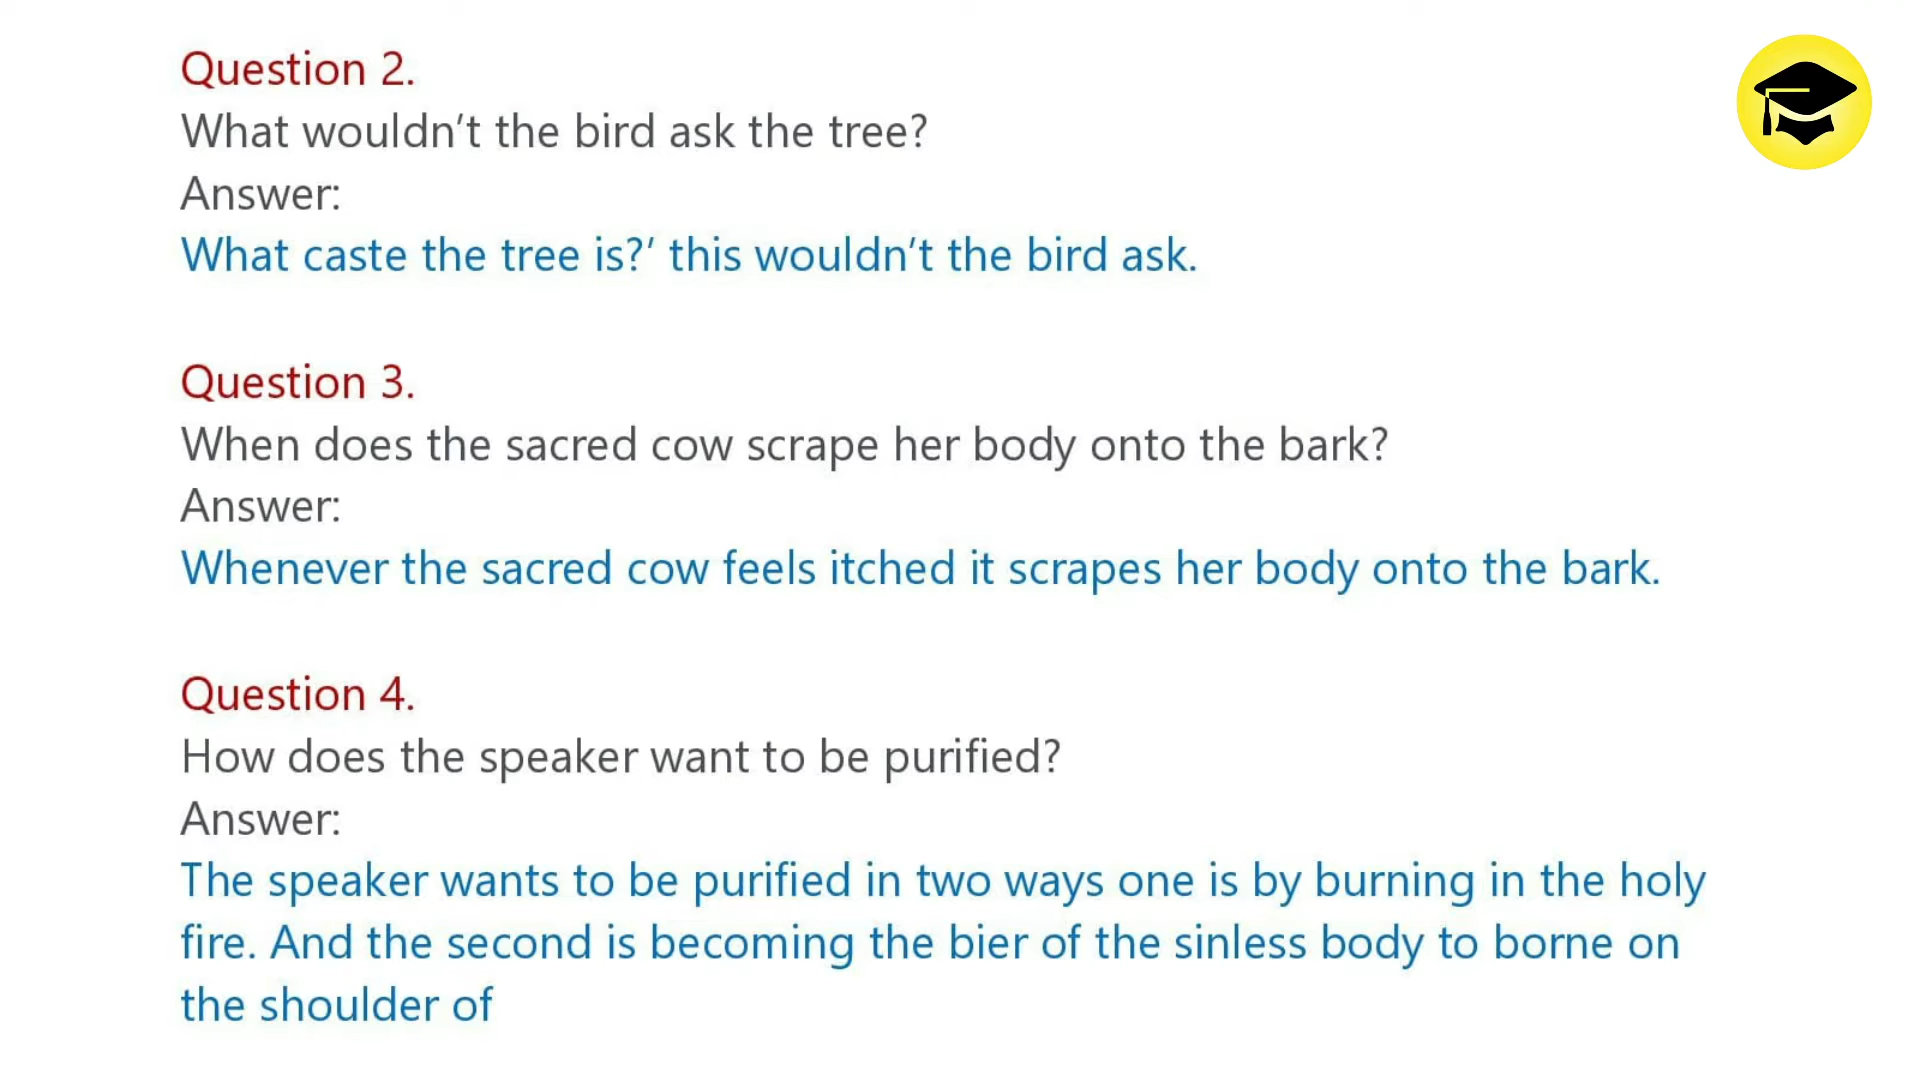 Question 2.
What wouldn’t the bird ask the tree?
Answer:
What caste the tree is?’ this wouldn’t the bird ask.
Question 3.
When does the sacred cow scrape her body onto the bark?
Answer:
Whenever the sacred cow feels itched it scrapes her body onto the bark.
Question 4.
How does the speaker want to be purified?
Answer:
The speaker wants to be purified in two ways one is by burning in the holy
fire. And the second is becoming the bier of the sinless body to borne on
the shoulder of